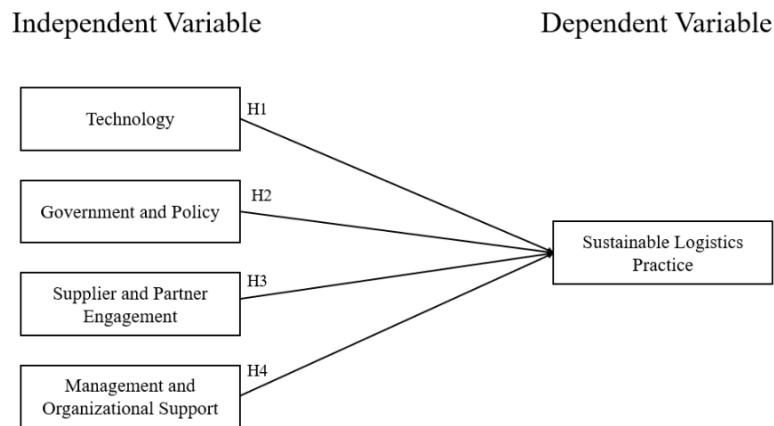 Independent Variable
Dependent Variable
Technology
H1
Government and Policy
H2
Supplier and Partner
Engagement
H3
Management and
Organizational Support
H4
Sustainable Logistics
Practice